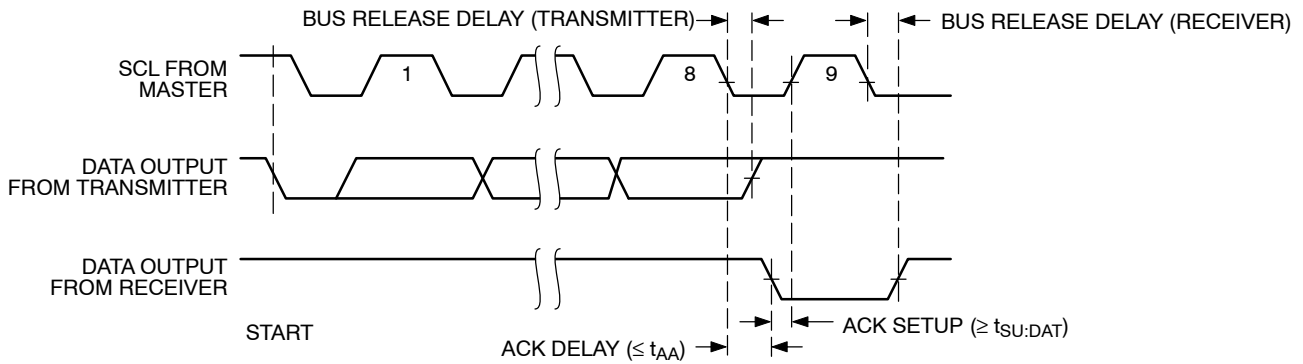 BUS RELEASE DELAY (TRANSMITTER)
BUS RELEASE DELAY (RECEIVER)
SCL FROM
MASTER
1
8
9
DATA OUTPUT
FROM TRANSMITTER
DATA OUTPUT
FROM RECEIVER
START
ACK SETUP (≥ tSU:DAT)
ACK DELAY (≤ tAA)